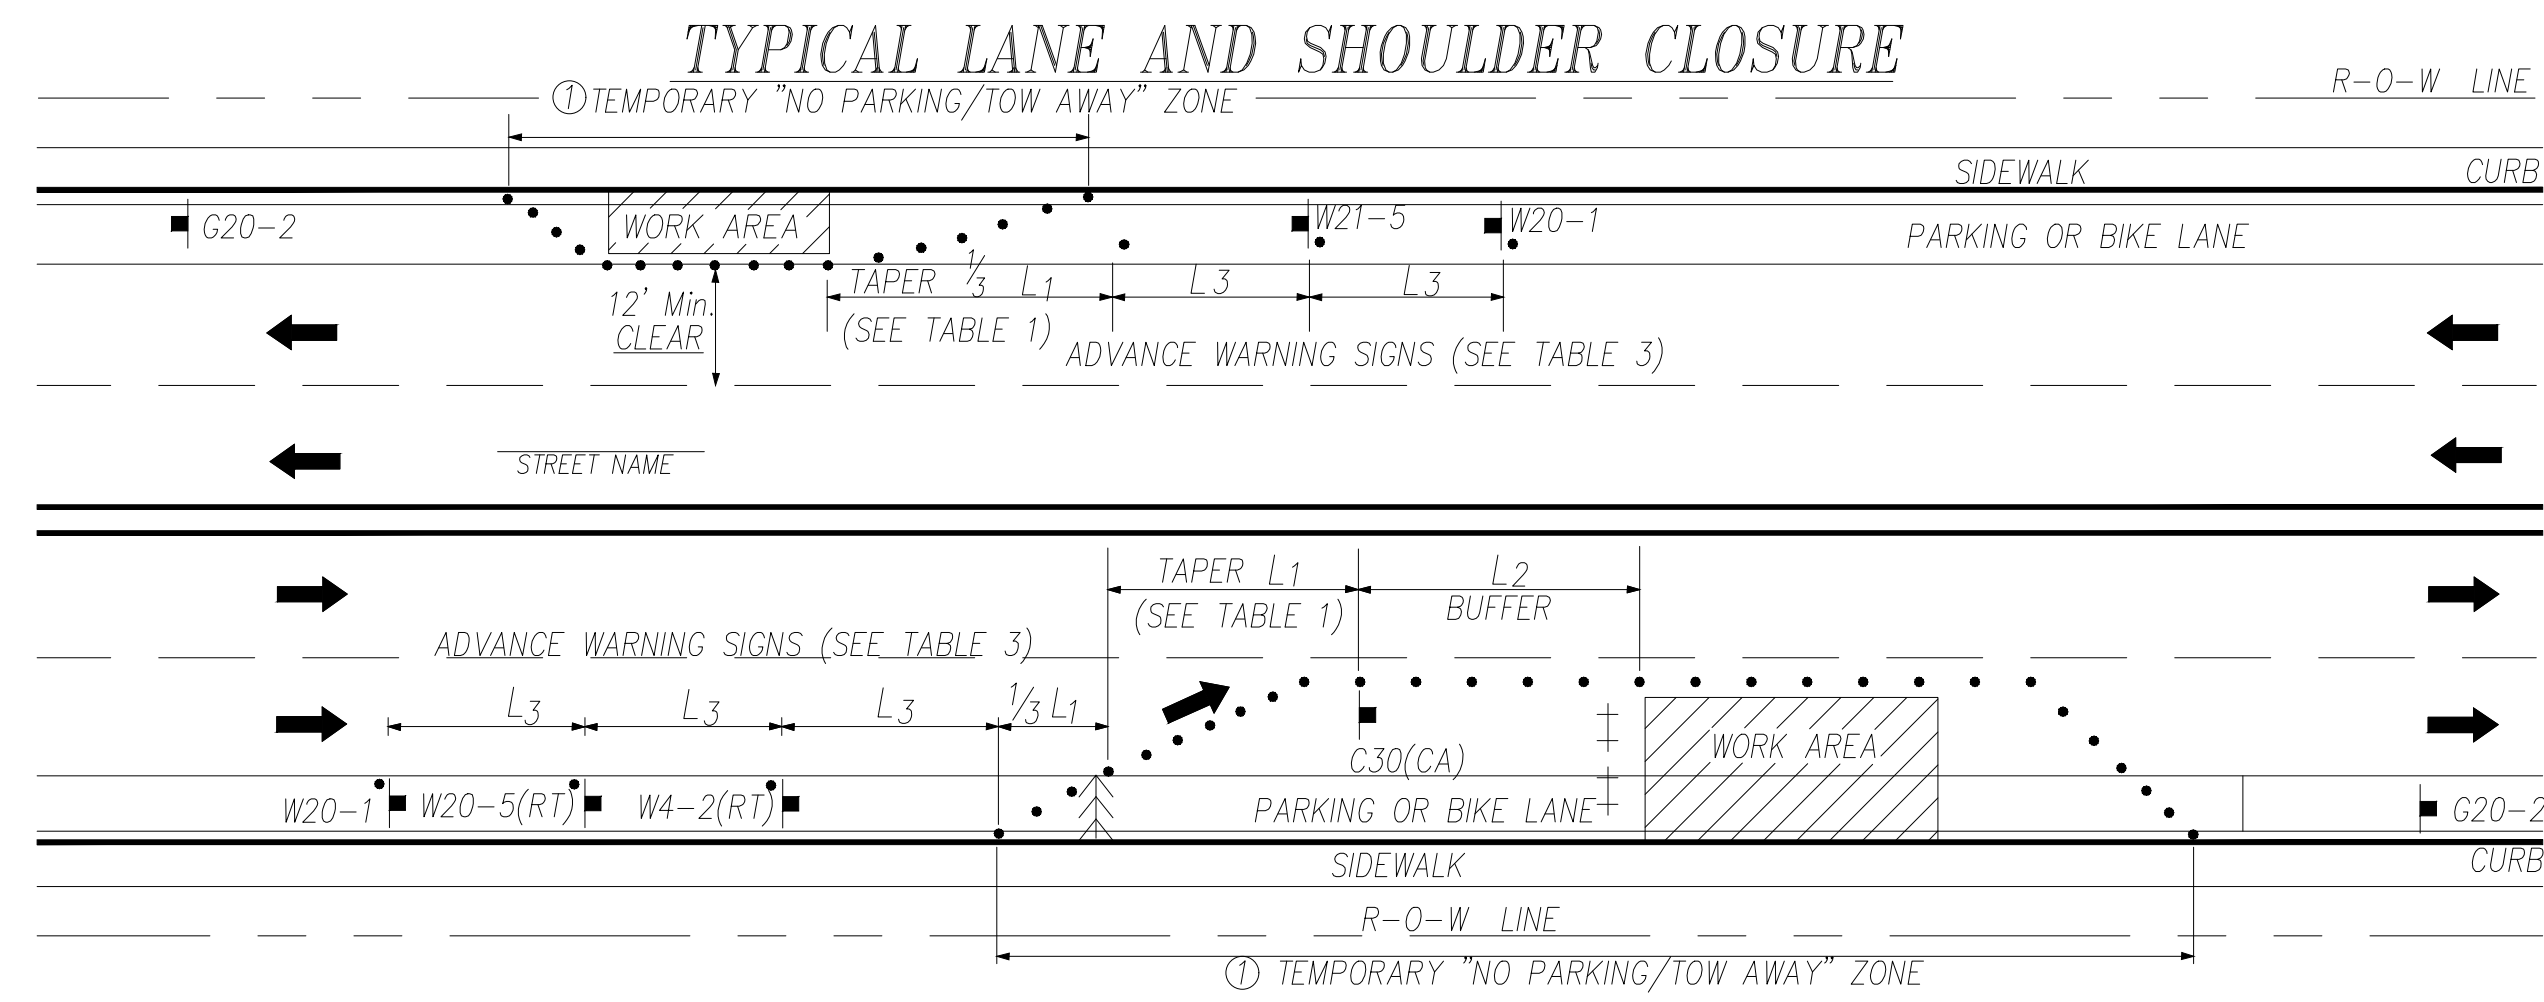 TYPICAL LANE AND SHOULDER CLOSURE
R-O-W LINE
1 TEMPORARY "NO PARKING/TOW AWAY" ZONE
SIDEWALK
CURB
G20-2
WORK AREA
W21-5
W20-1
PARKING OR BIKE LANE
TAPER 1/3 L1
L3
L3
12' Min.
CLEAR
(SEE TABLE 1)
ADVANCE WARNING SIGNS (SEE TABLE 3)
STREET NAME
TAPER L1
(SEE TABLE 1)
L2
BUFFER
ADVANCE WARNING SIGNS (SEE TABLE 3)
L3
L3
L3
1/3 L1
C30(CA)
WORK AREA
W20-1
W20-5(RT)
W4-2(RT)
PARKING OR BIKE LANE
G20-2
SIDEWALK
CURB
R-O-W LINE
1 TEMPORARY "NO PARKING/TOW AWAY" ZONE